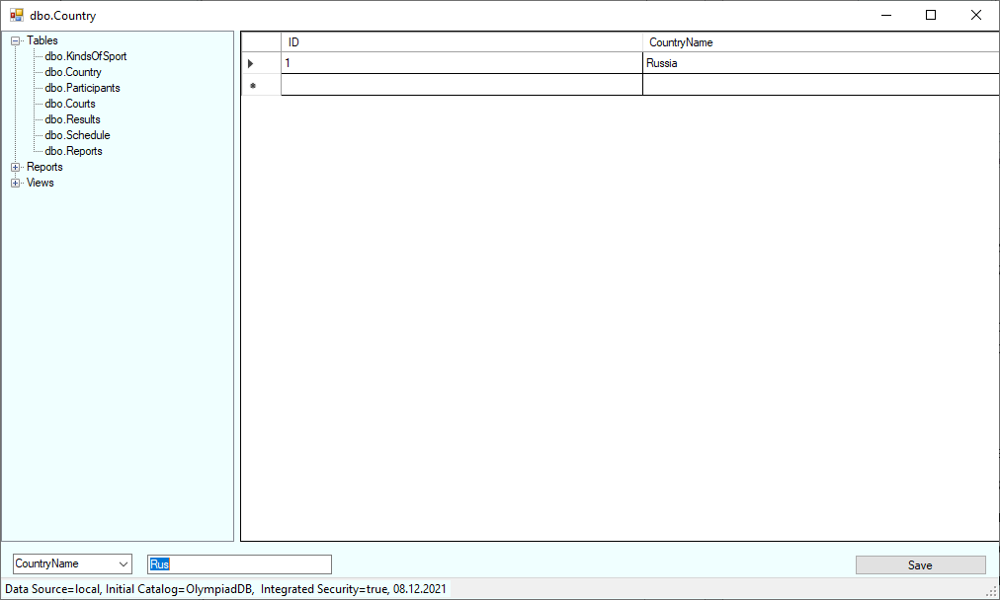 dbo.Country
Tables
dbo.KindsOfSport
dbo.Country
dbo.Participants
dbo.Courts
dbo.Results
dbo.Schedule
dbo.Reports
Reports
Views
ID CountryName
1 Russia
CountryName Rus Save
Data Source=local, Initial Catalog=OlympiadDB, Integrated Security=true, 08.12.2021